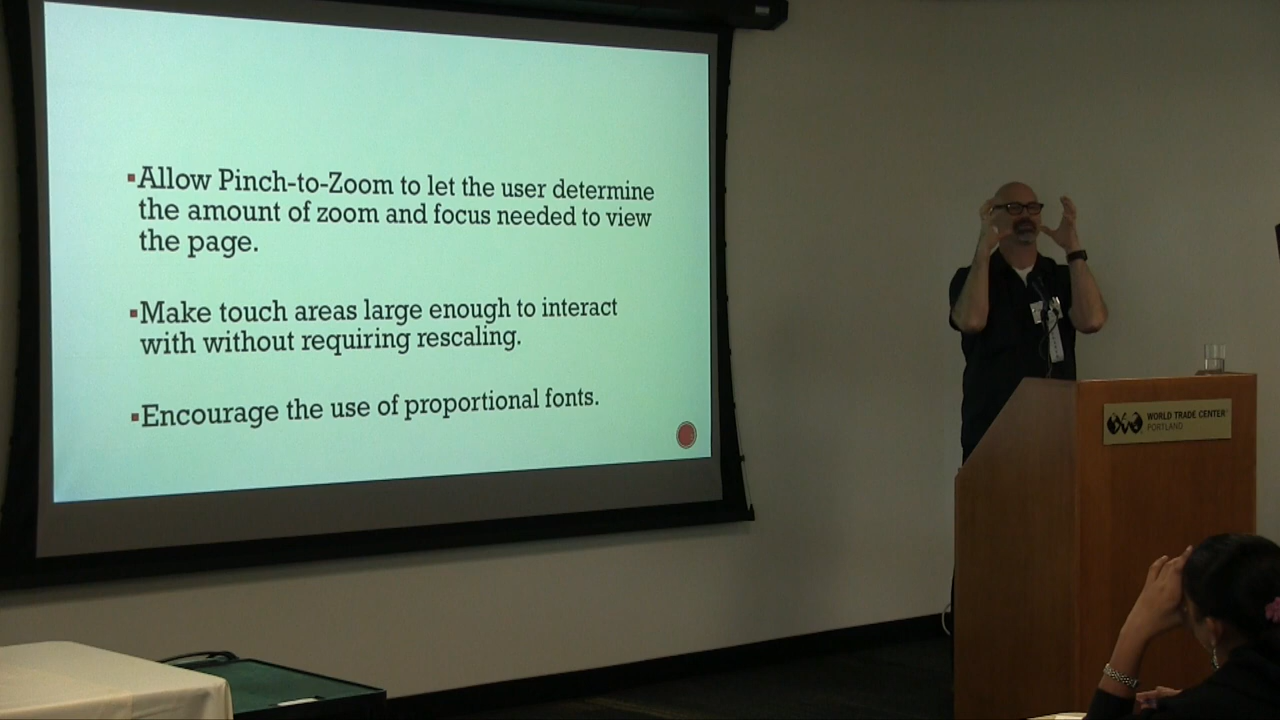 ▪Allow Pinch-to-Zoom to let the user determine
the amount of zoom and focus needed to view
the page.
▪Make touch areas large enough to interact
with without requiring rescaling.
▪Encourage the use of proportional fonts.
WORLD TRADE CENTER
PORTLAND